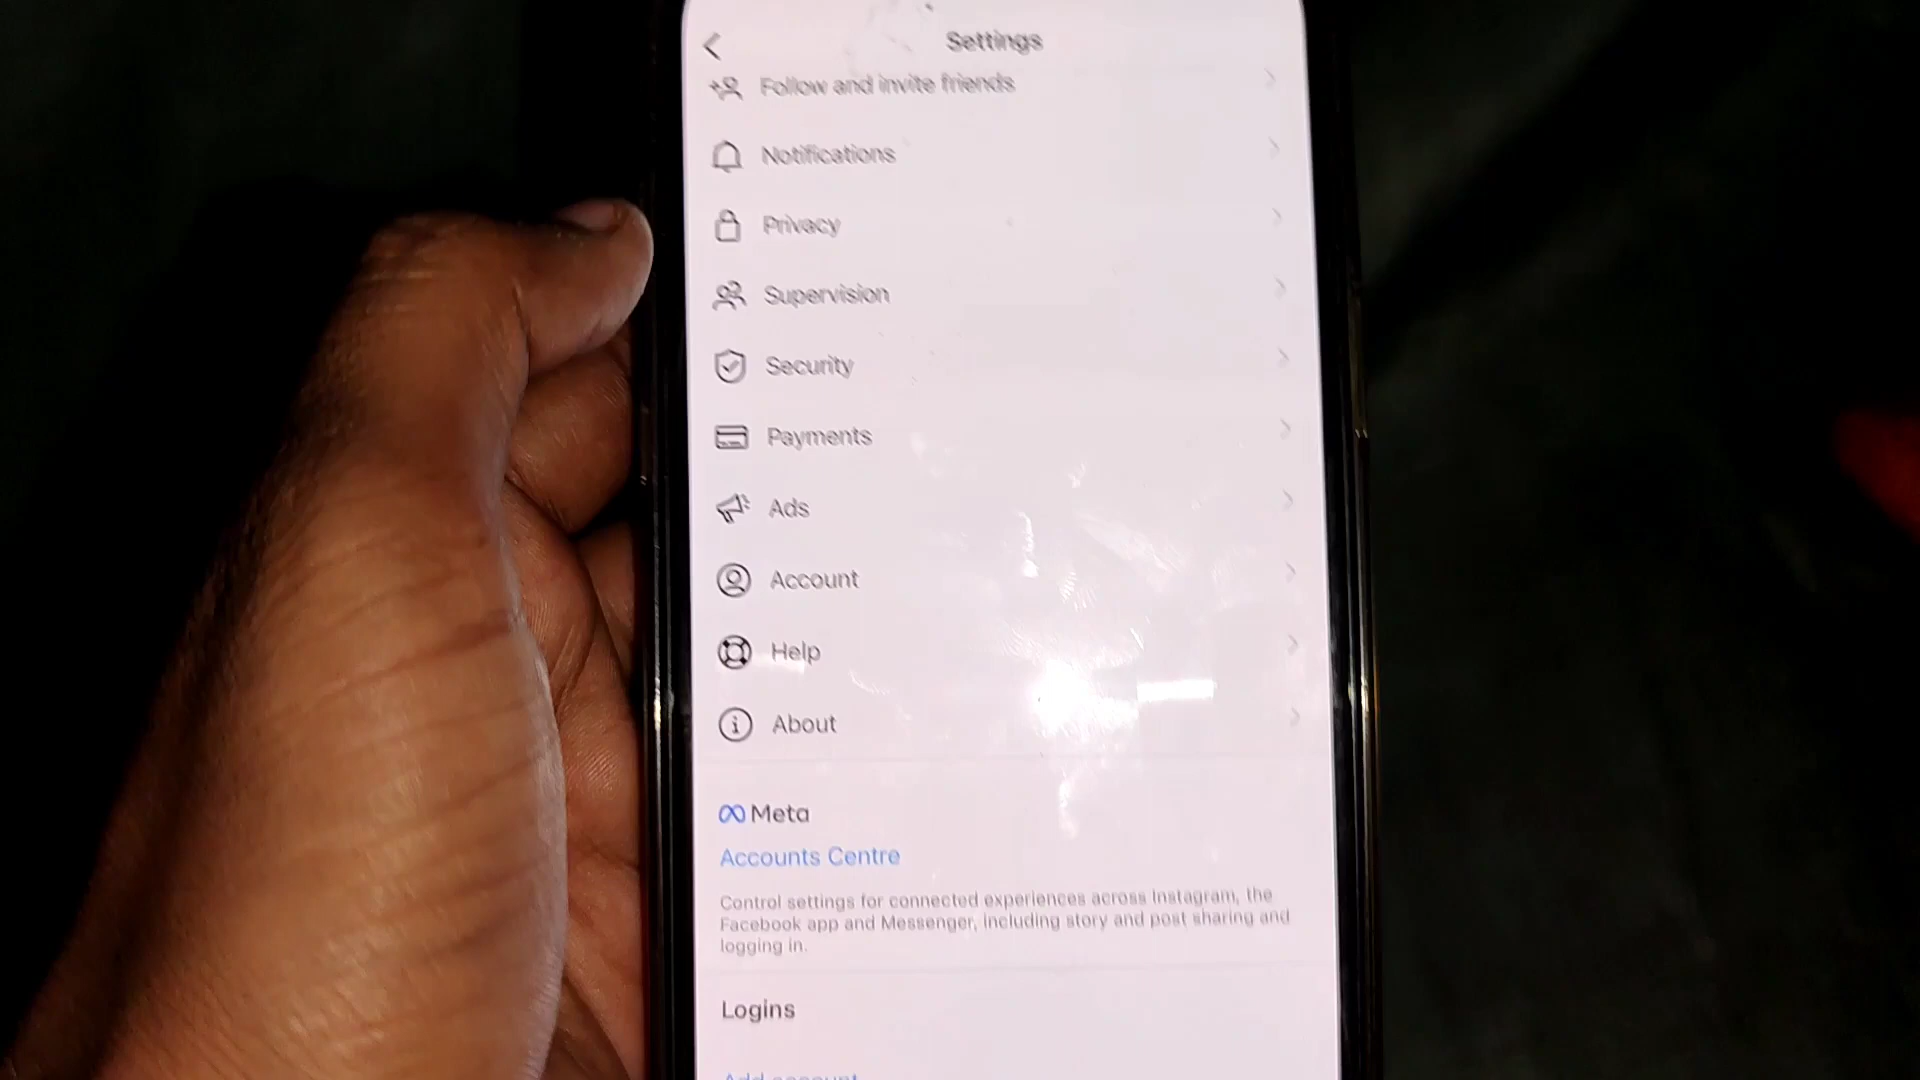 Settings
Follow and invite friends
Notifications
Privacy
Supervision
Security
Payments
Ads
Account
Help
About
Meta
Accounts Centre
Control settings for connected experiences across Instagram, the
Facebook app and Messenger, including story and post sharing and
logging in.
Logins
Add account